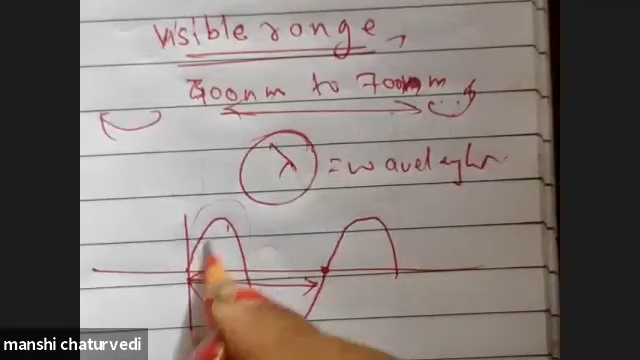 visible range
400nm to 700nm
λ = wavelength
manshi chaturvedi